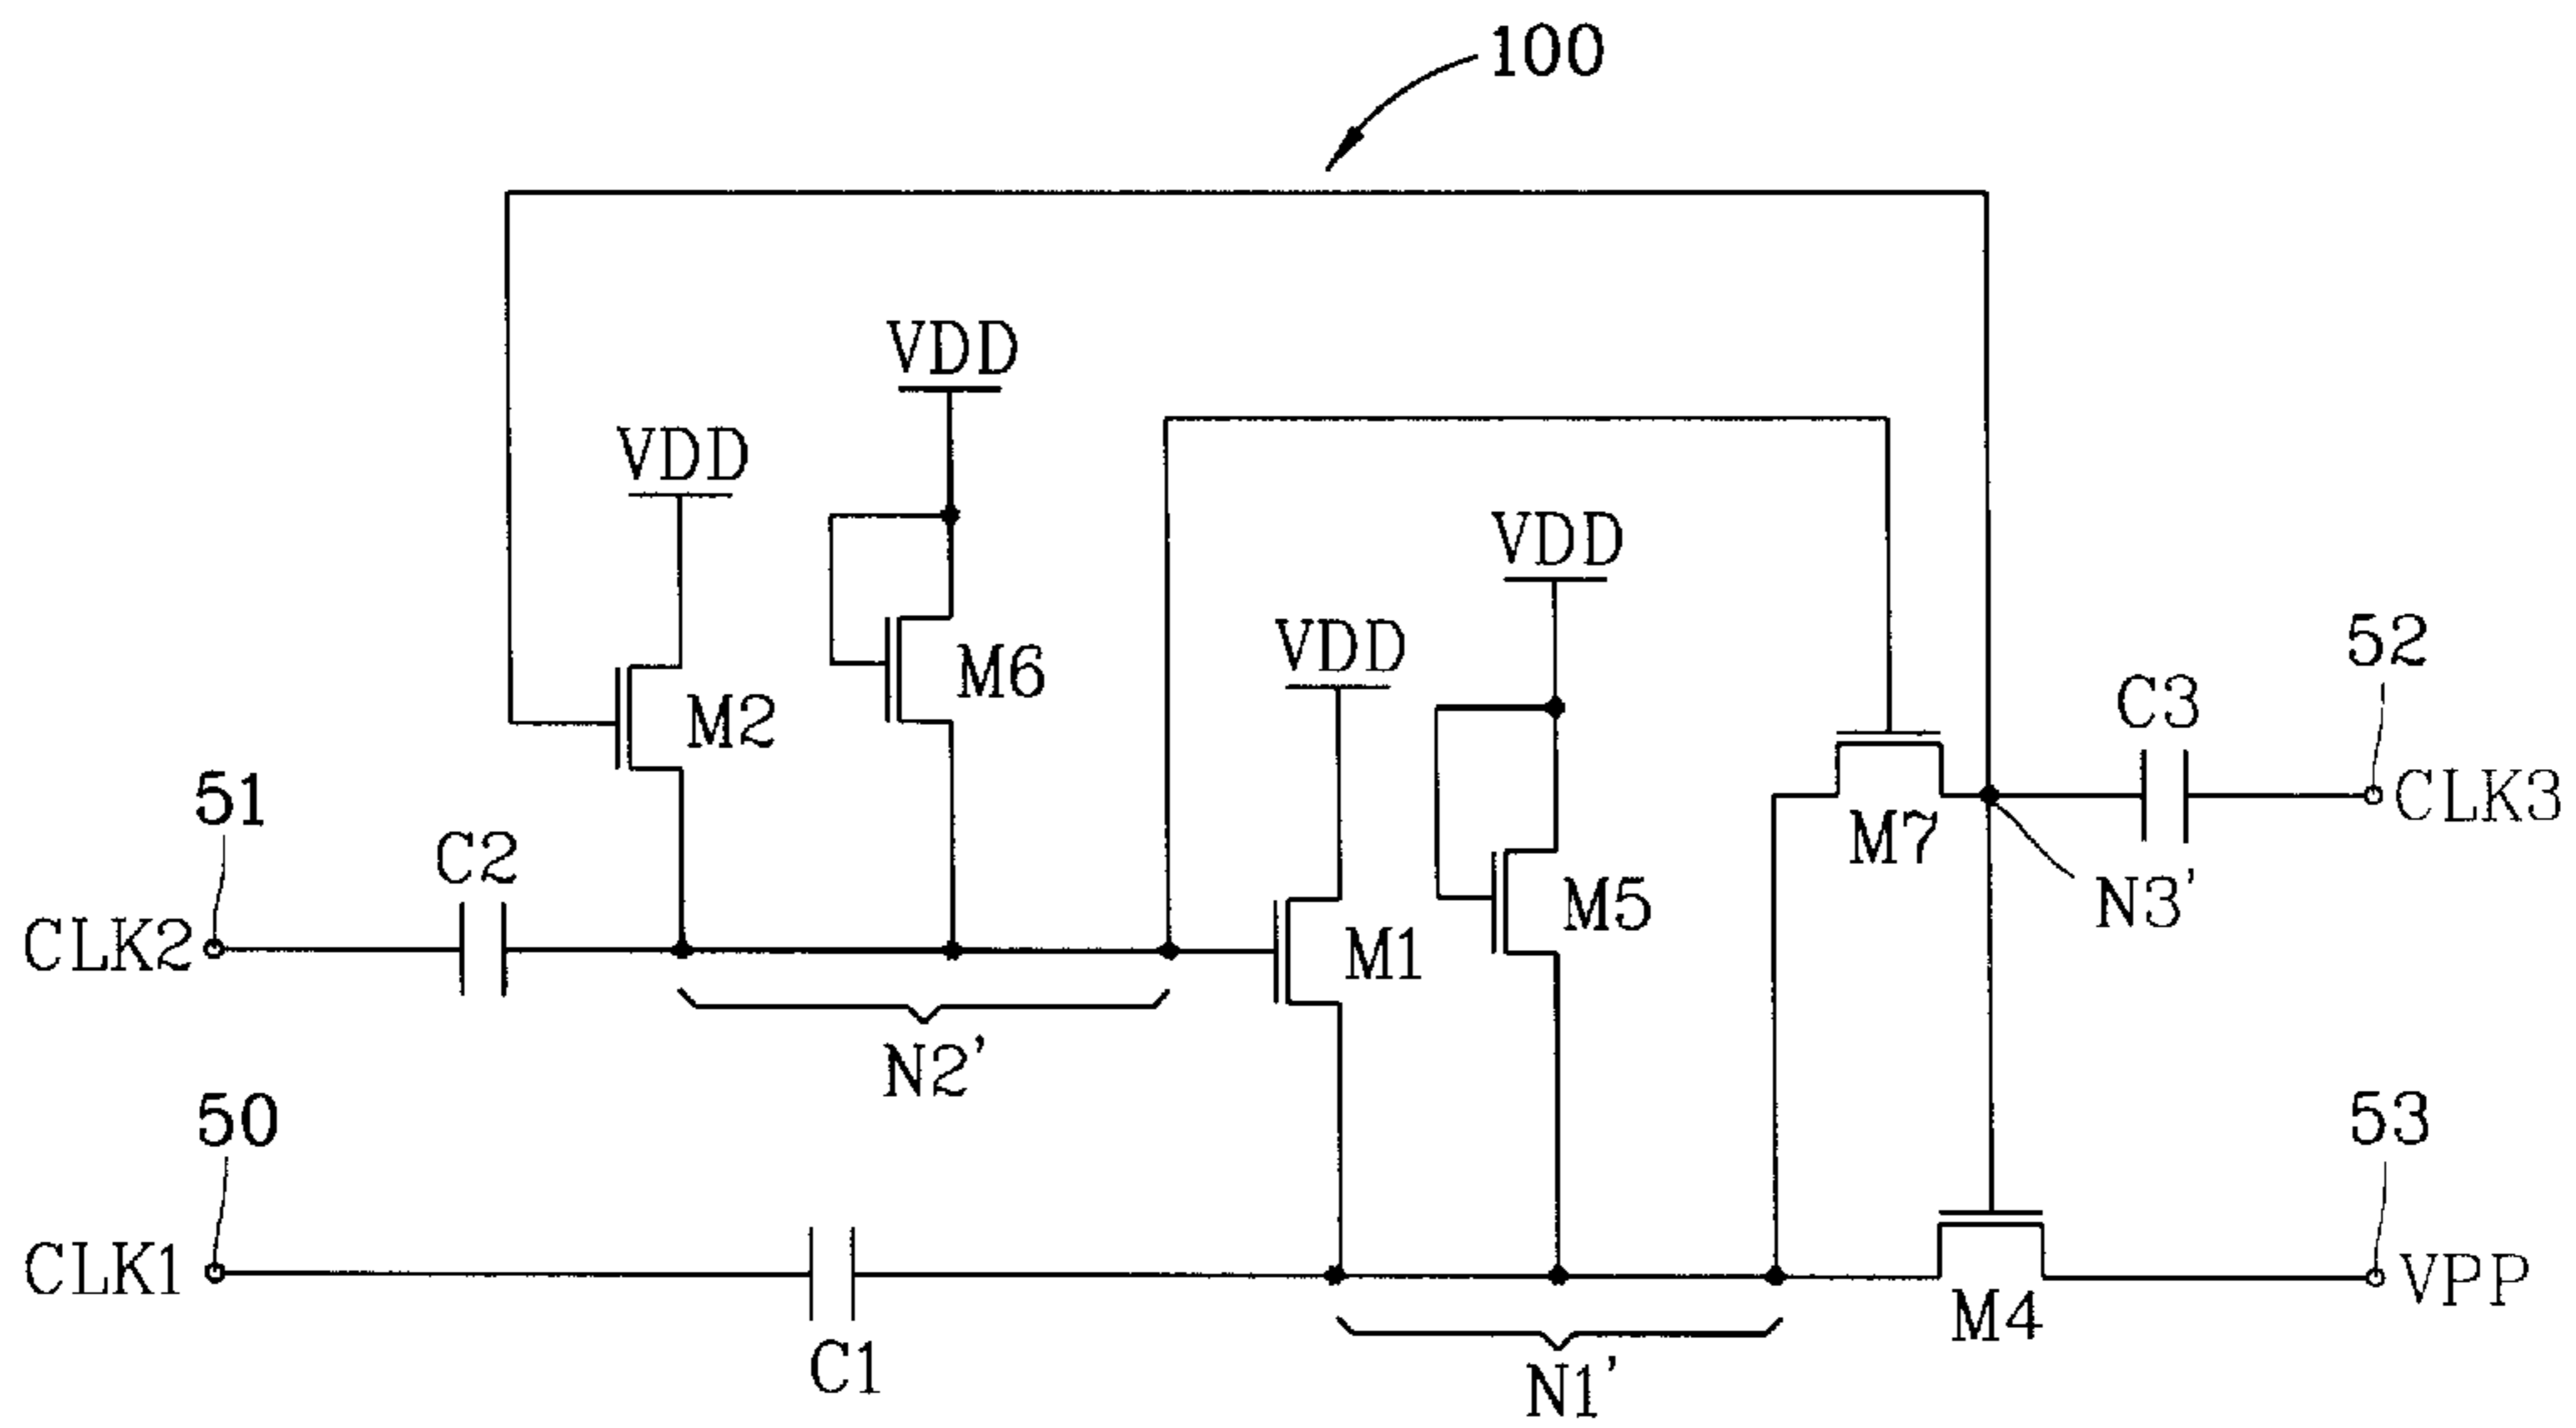 100
VDD
VDD
VDD
VDD
52
M6
C3
M2
51
CLK3
C2
M7
M5
N3'
CLK2
M1
N2'
50
53
CLK1
VPP
M4
C1
N1'